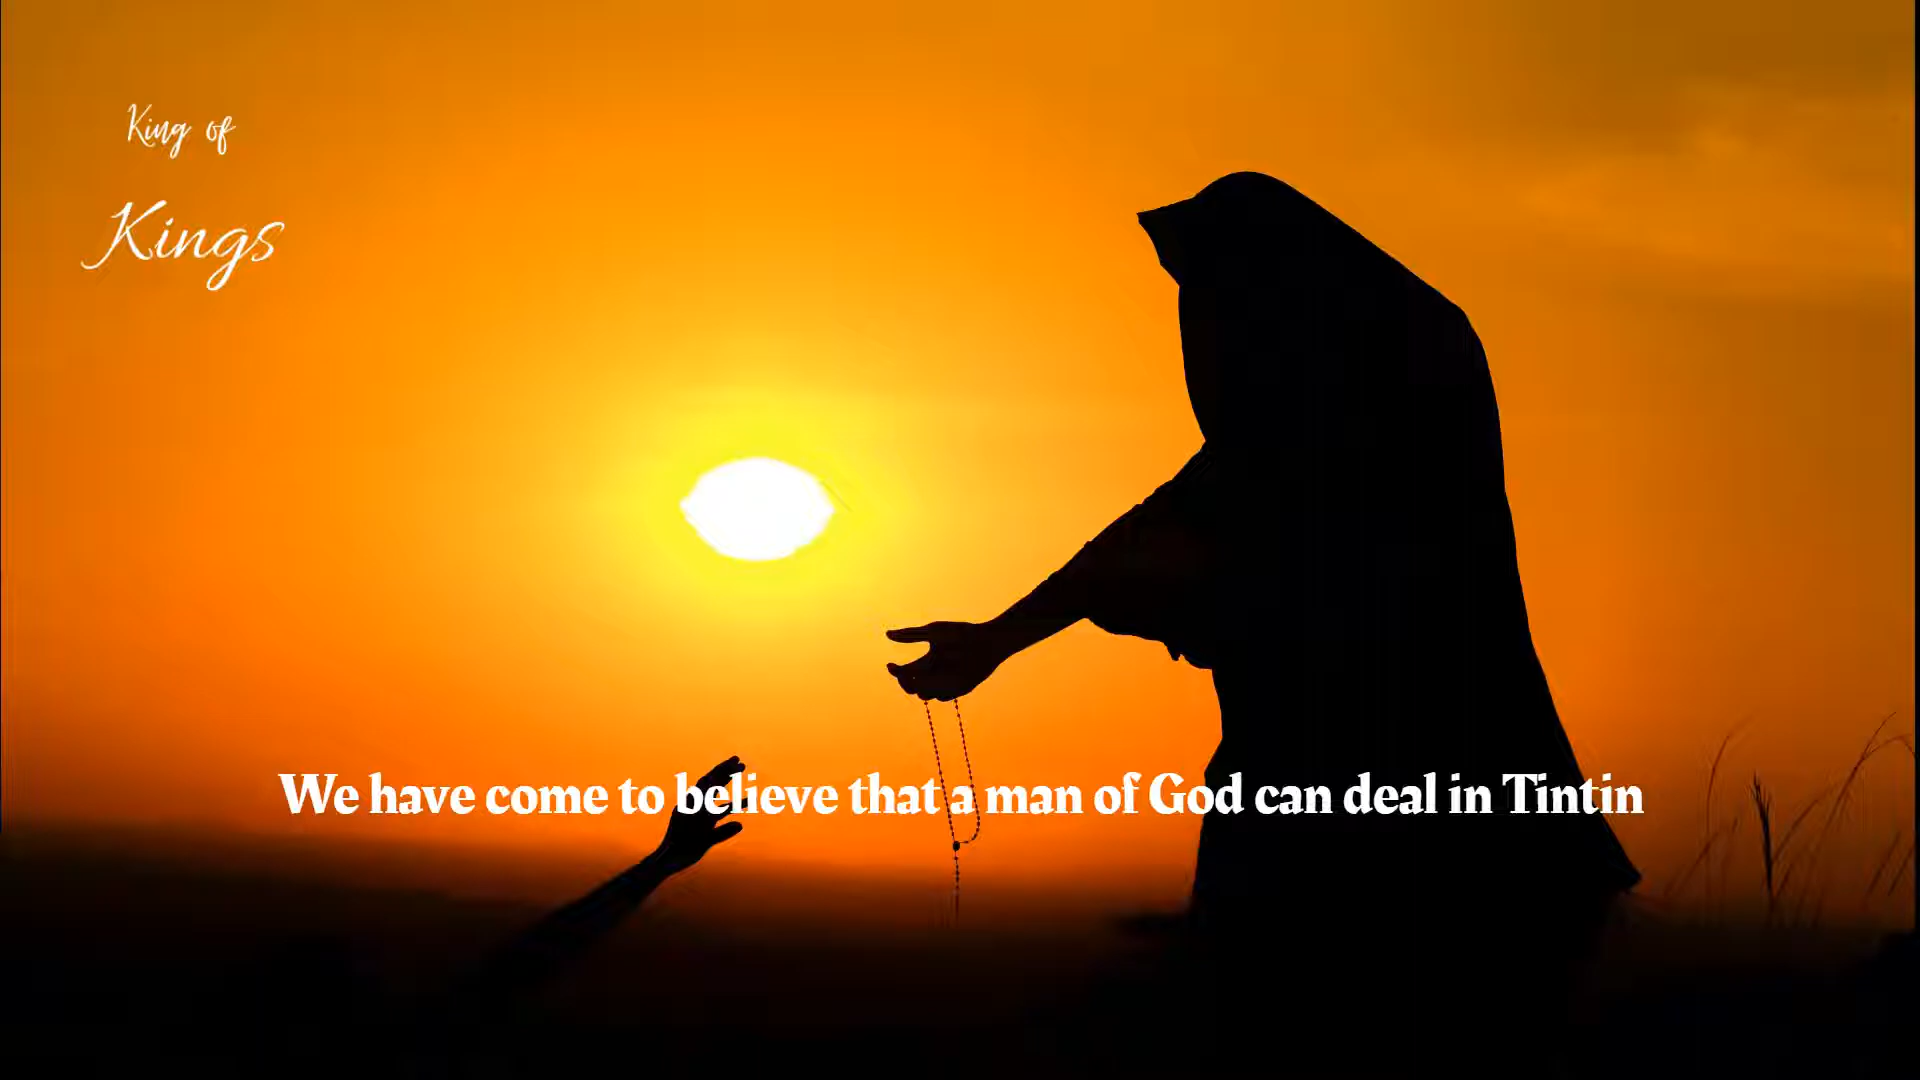 King of
Kings
We have come to believe that a man of God can deal in Tintin